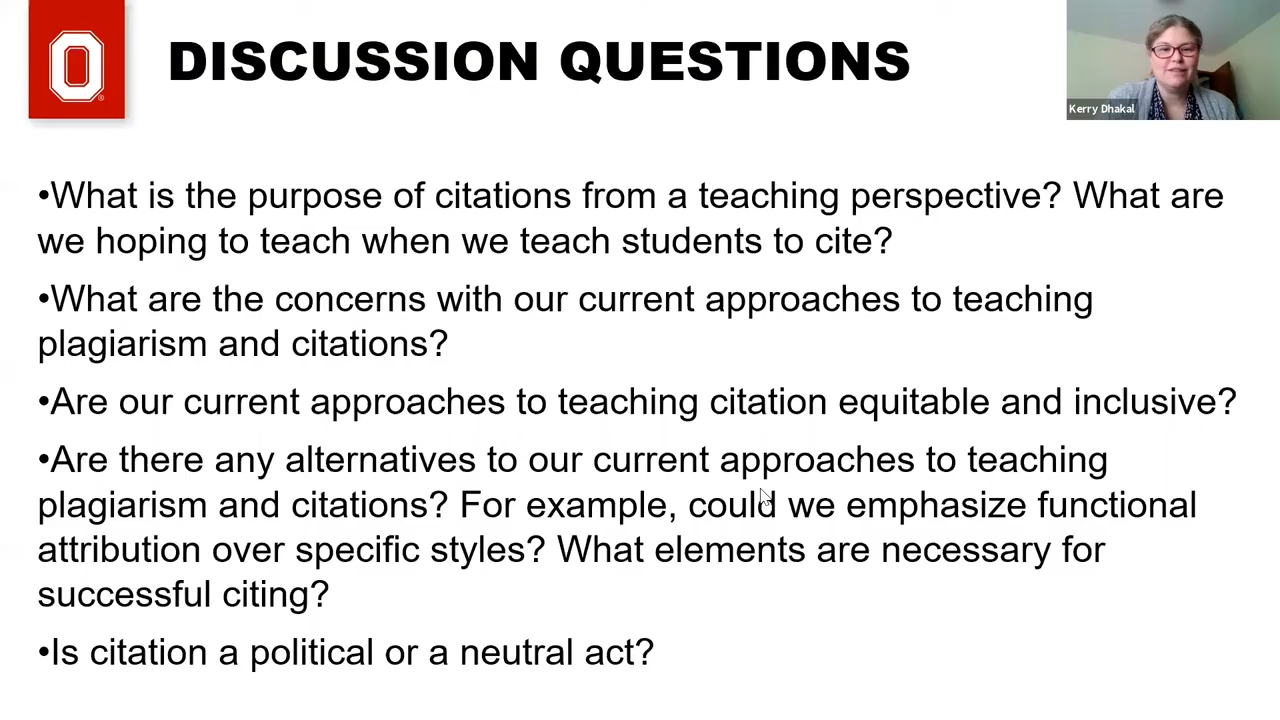 DISCUSSION QUESTIONS
Kerry Dhakal
•What is the purpose of citations from a teaching perspective? What are
we hoping to teach when we teach students to cite?
•What are the concerns with our current approaches to teaching
plagiarism and citations?
•Are our current approaches to teaching citation equitable and inclusive?
•Are there any alternatives to our current approaches to teaching
plagiarism and citations? For example, could we emphasize functional
attribution over specific styles? What elements are necessary for
successful citing?
•Is citation a political or a neutral act?